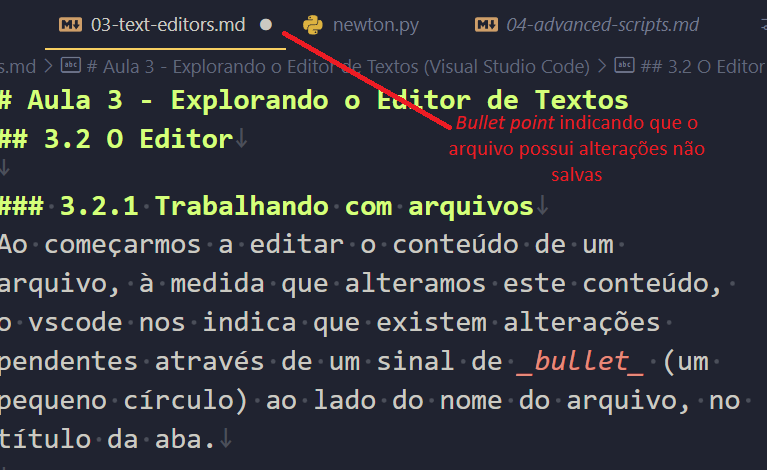 03-text-editors.md
newton.py
04-advanced-scripts.md
s.md > # Aula 3 - Explorando o Editor de Textos (Visual Studio Code) > ## 3.2 O Editor
# Aula 3 - Explorando o Editor de Textos
## 3.2 O Editor↓
↓
Bullet point indicando que o
arquivo possui alterações não
salvas
### 3.2.1 Trabalhando com arquivos↓
Ao começarmos a editar o conteúdo de um
arquivo, à medida que alteramos este conteúdo,
o vscode nos indica que existem alterações
pendentes através de um sinal de _bullet_ (um
pequeno círculo) ao lado do nome do arquivo, no
título da aba.↓